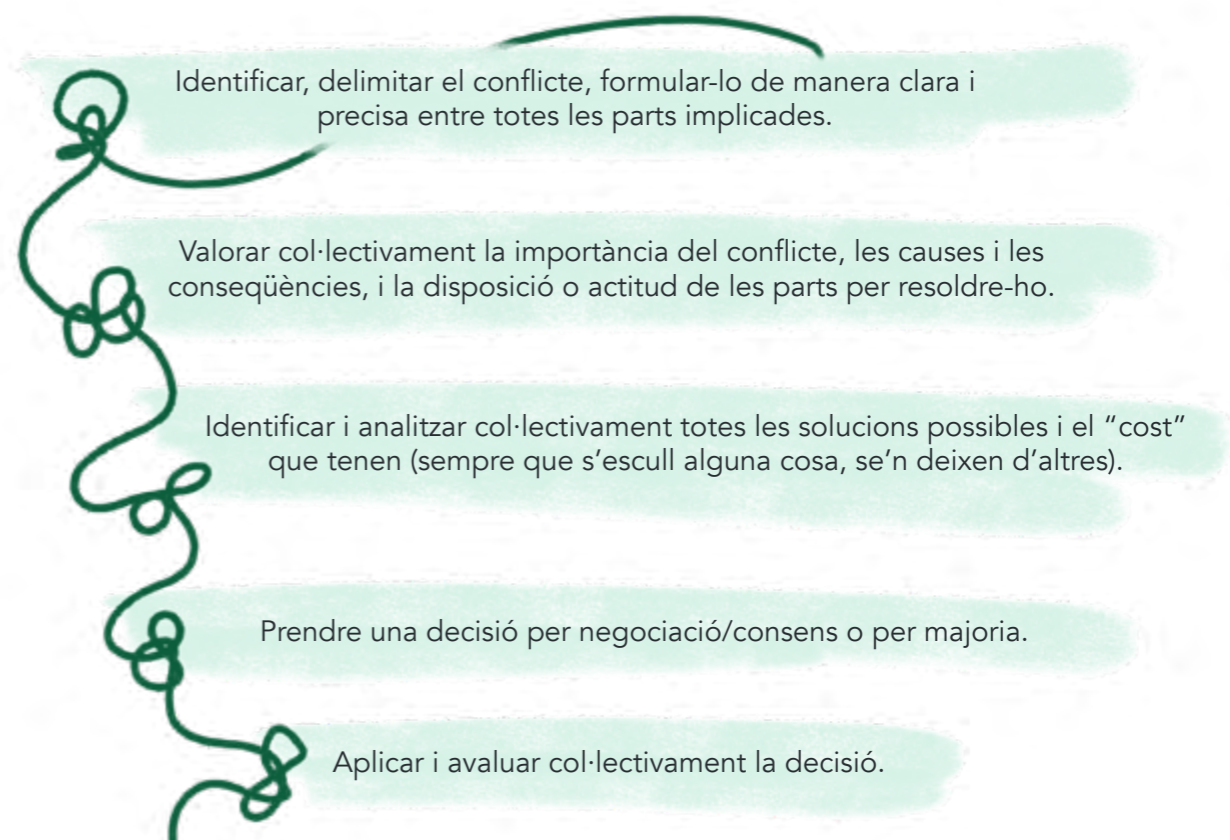 Identificar, delimitar el conflicte, formular-lo de manera clara i
precisa entre totes les parts implicades.
Valorar col·lectivament la importància del conflicte, les causes i les
conseqüències, i la disposició o actitud de les parts per resoldre-ho.
Identificar i analitzar col·lectivament totes les solucions possibles i el “cost”
que tenen (sempre que s’escull alguna cosa, se’n deixen d’altres).
Prendre una decisió per negociació/consens o per majoria.
Aplicar i avaluar col·lectivament la decisió.